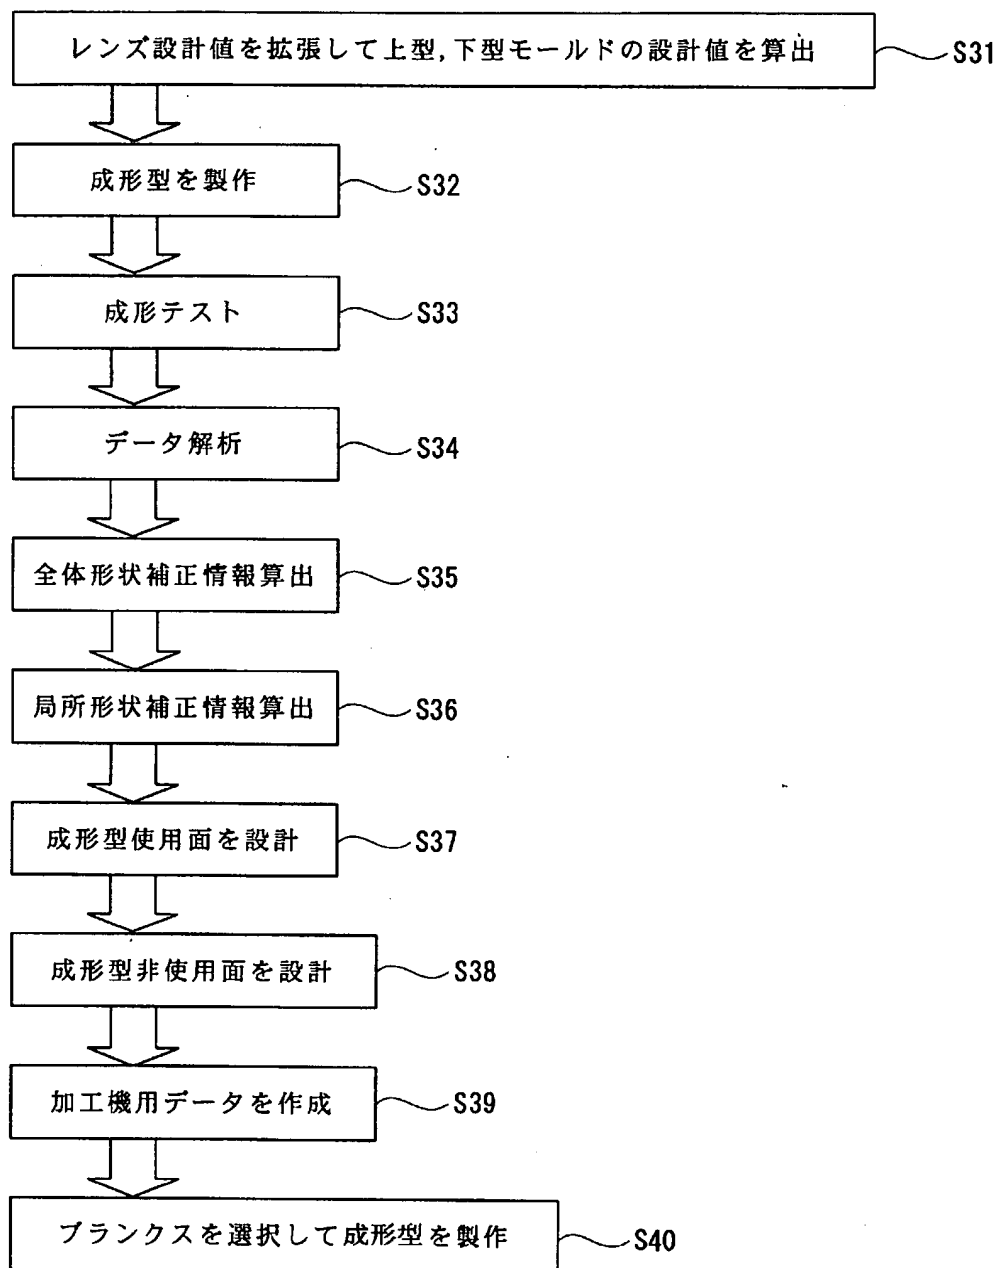 レンズ設計値を拡張して上型,下型モールドの設計値を算出 S31
成形型を製作 S32
成形テスト S33
データ解析 S34
全体形状補正情報算出 S35
局所形状補正情報算出 S36
成形型使用面を設計 S37
成形型非使用面を設計 S38
加工機用データを作成 S39
ブランクスを選択して成形型を製作 S40